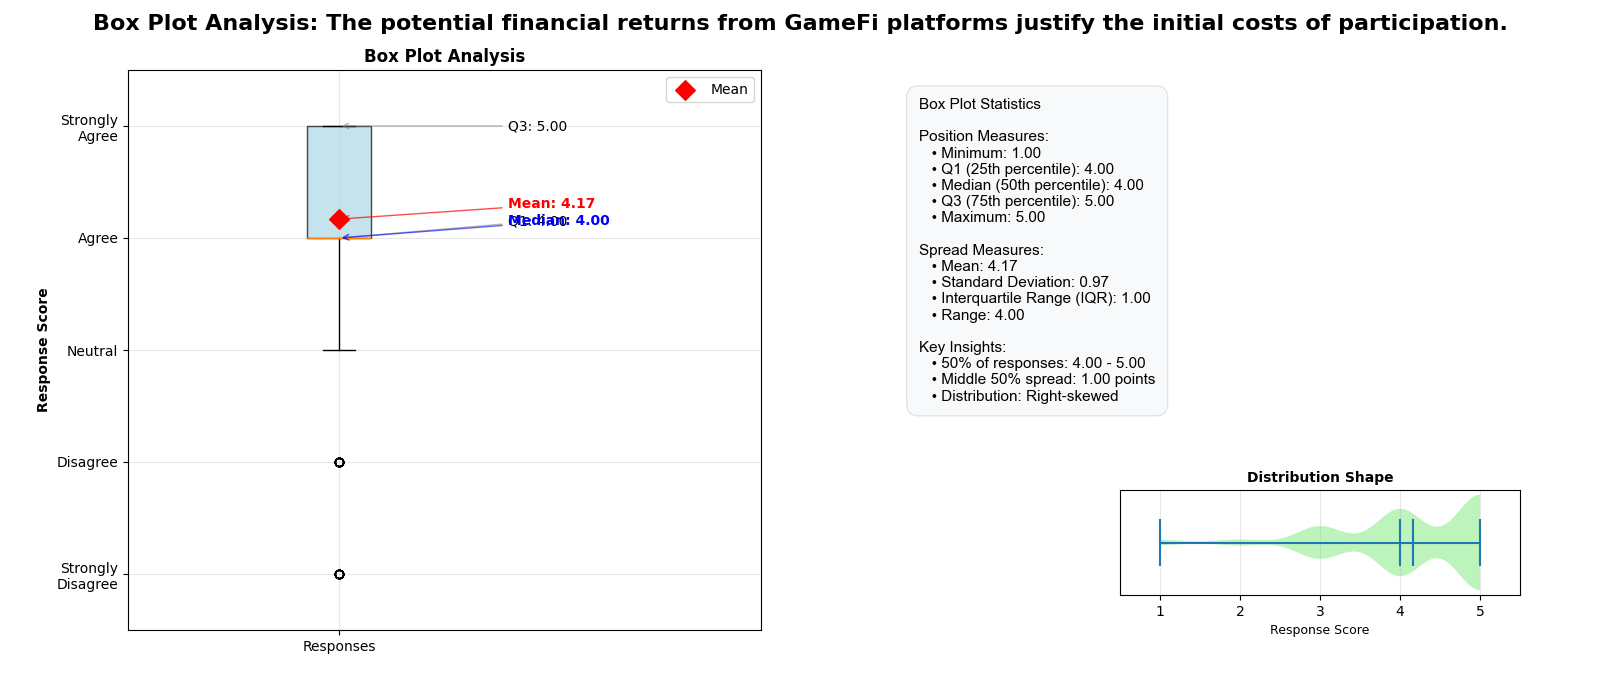 Box Plot Analysis: The potential financial returns from GameFi platforms justify the initial costs of participation.
Box Plot Analysis
Mean
Strongly
Agree
Agree
Neutral
Disagree
Strongly
Disagree
Response Score
Q3: 5.00
Mean: 4.17
Median: 4.00
Q1: 4.00
Responses
Box Plot Statistics
Position Measures:
• Minimum: 1.00
• Q1 (25th percentile): 4.00
• Median (50th percentile): 4.00
• Q3 (75th percentile): 5.00
• Maximum: 5.00
Spread Measures:
• Mean: 4.17
• Standard Deviation: 0.97
• Interquartile Range (IQR): 1.00
• Range: 4.00
Key Insights:
• 50% of responses: 4.00 - 5.00
• Middle 50% spread: 1.00 points
• Distribution: Right-skewed
Distribution Shape
1 2 3 4 5
Response Score